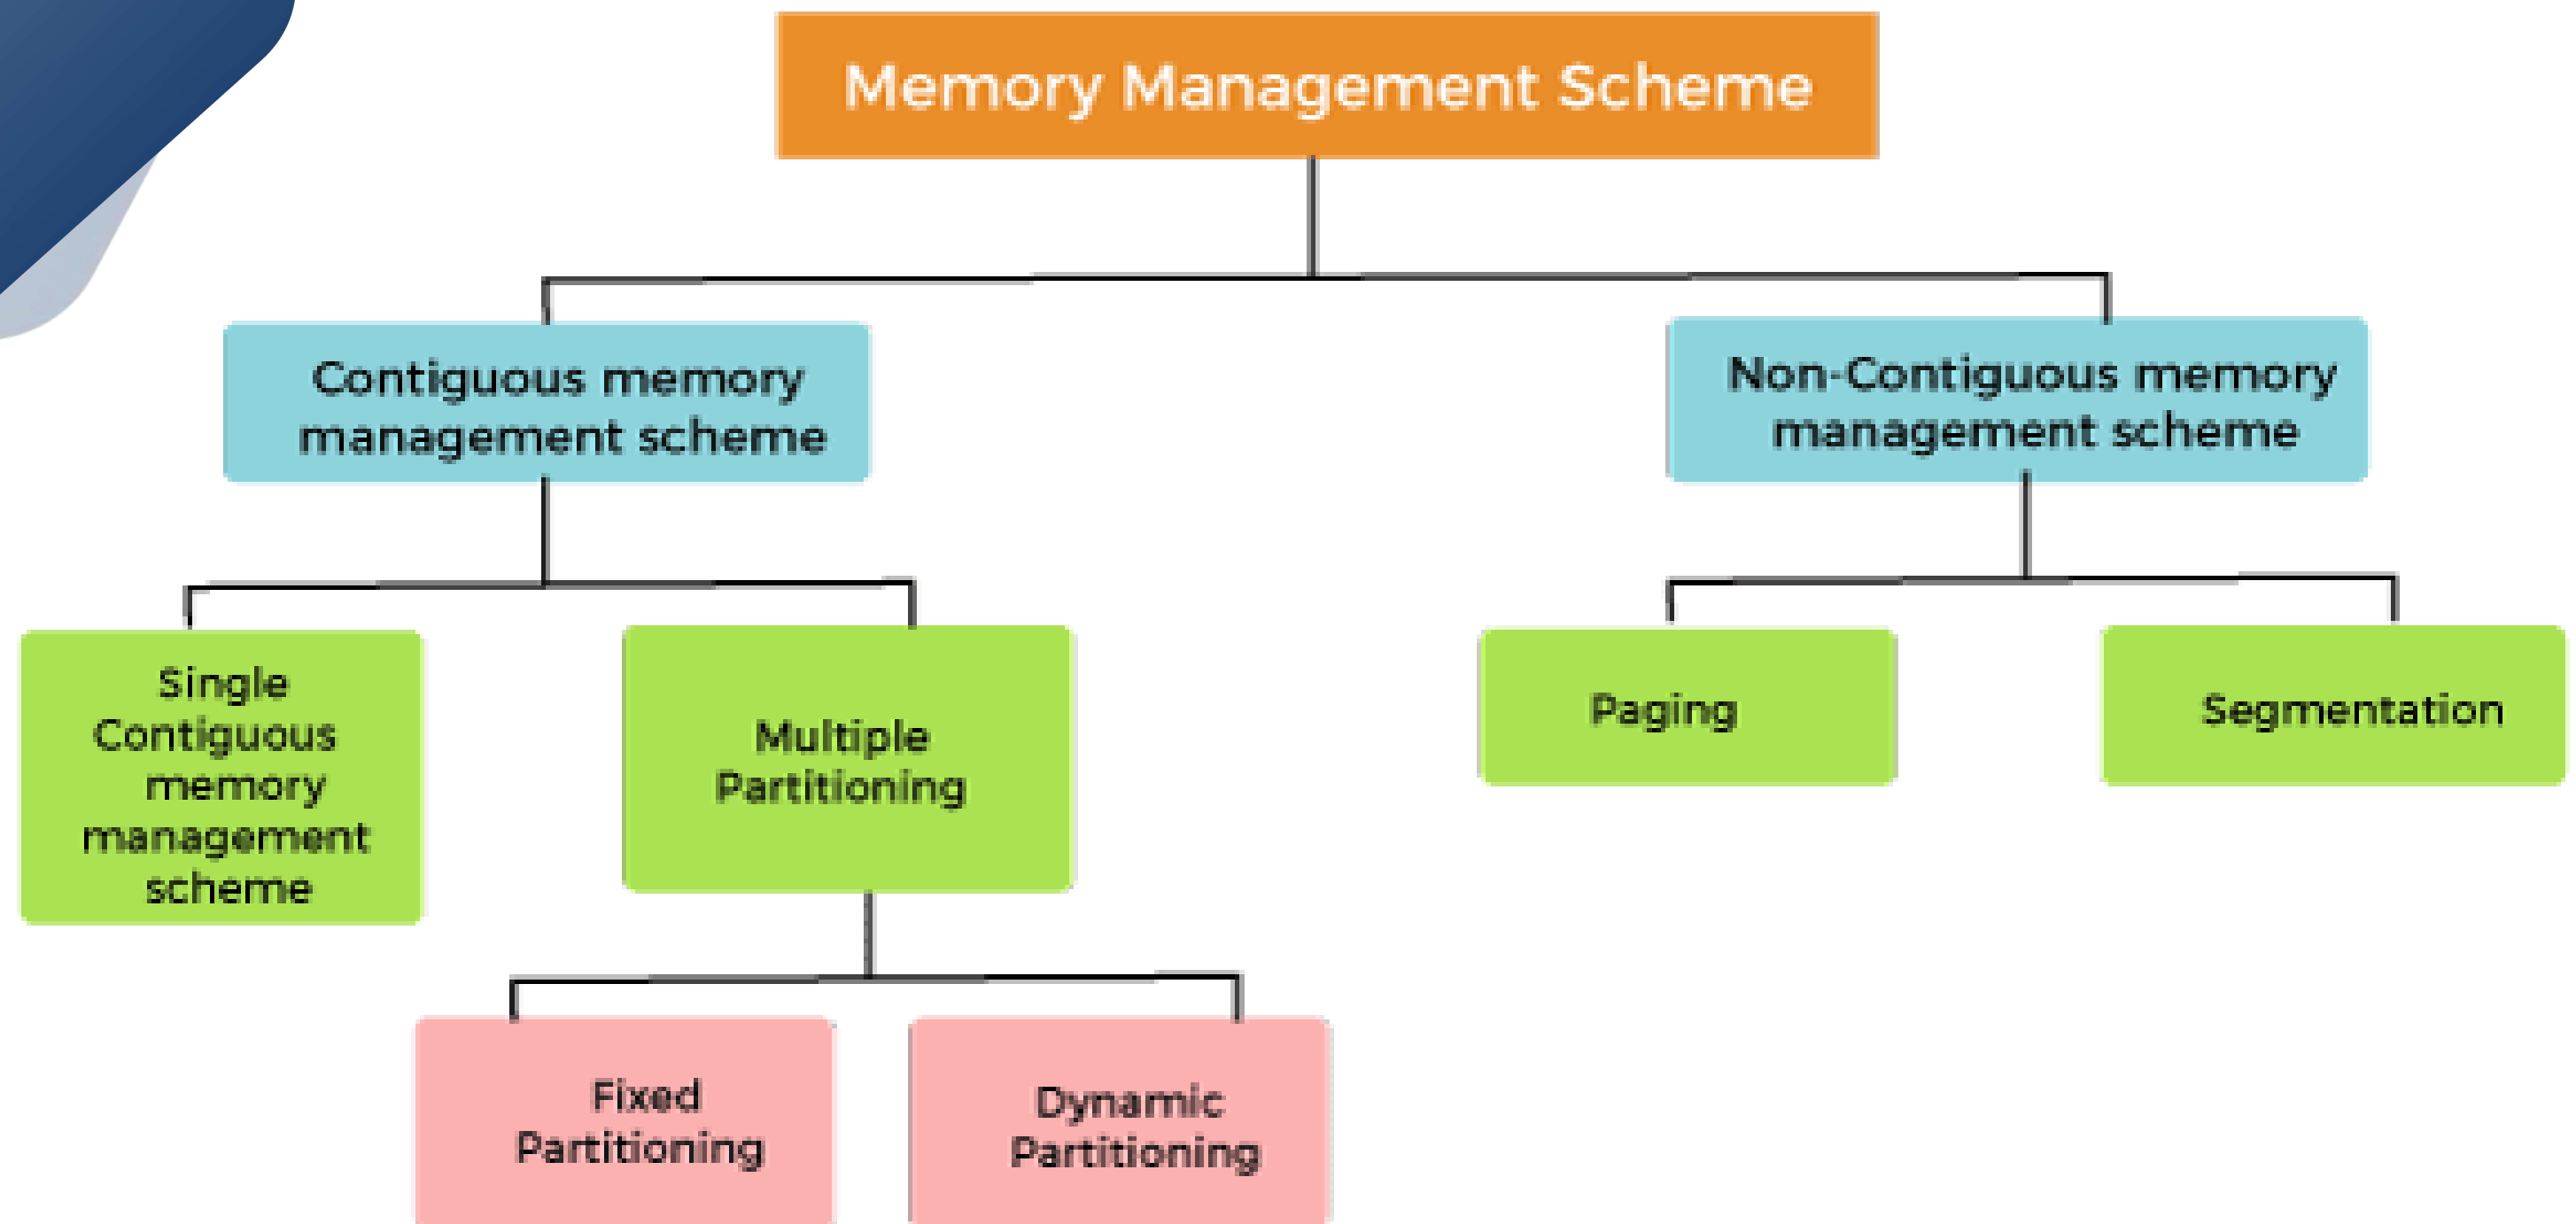 Memory Management Scheme
Contiguous memory
management scheme
Non-Contiguous memory
management scheme
Single
Contiguous
memory
management
scheme
Multiple
Partitioning
Paging
Segmentation
Fixed
Partitioning
Dynamic
Partitioning